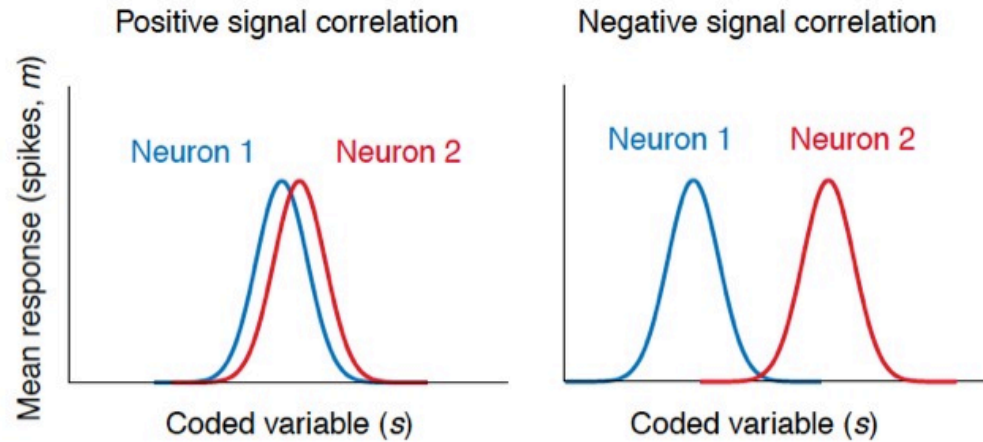 Positive signal correlation
Negative signal correlation
Mean response (spikes, m)
Neuron 1
Neuron 2
Neuron 1
Neuron 2
Coded variable (s)
Coded variable (s)